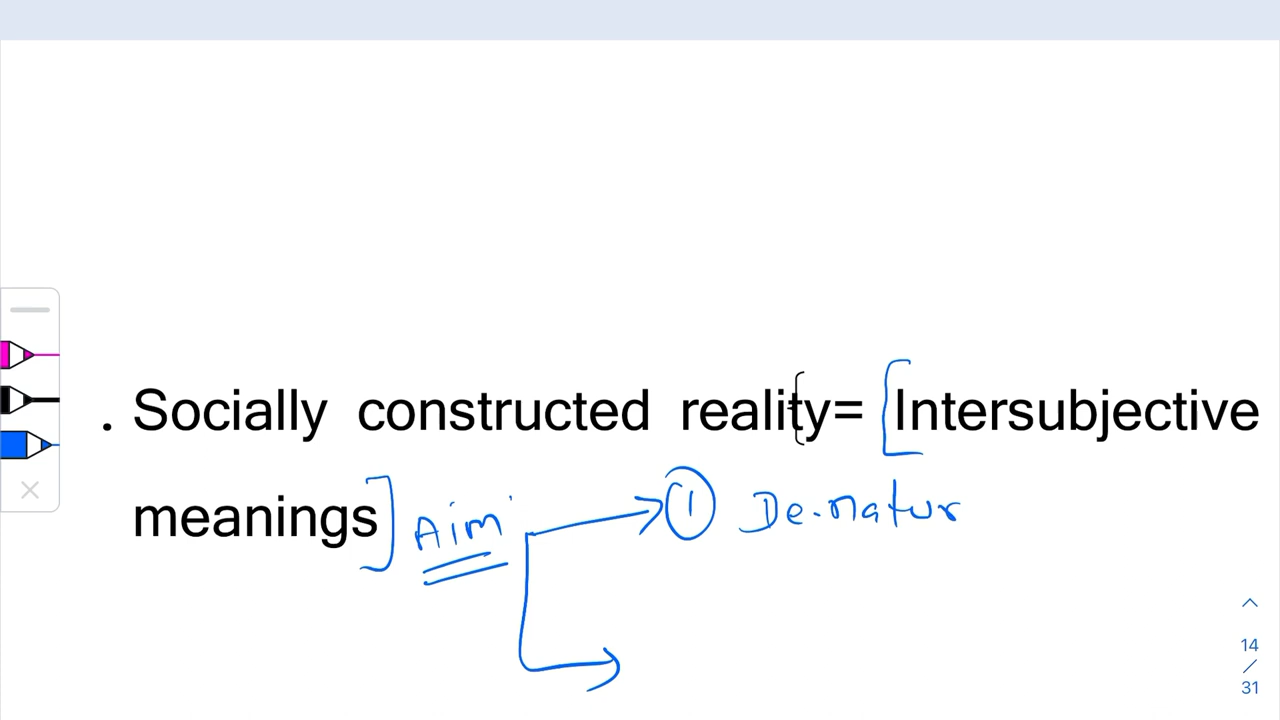 . Socially constructed reality= [Intersubjective
meanings] Aim → ① De-natur
14
/
31